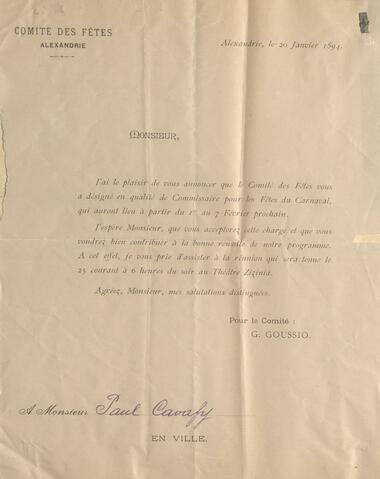 COMITÉ DES FÊTES
ALEXANDRIE
Alexandrie, le 20 Janvier 1894.
MONSIEUR,
J'ai le plaisir de vous annoncer que le Comité des Fêtes vous
a désigné en qualité de Commissaire pour les Fêtes du Carnaval,
qui auront lieu à partir du 1er au 7 Février prochain.
J'espère Monsieur, que vous accepterez cette charge et que vous
voudrez bien contribuer à la bonne réussite de notre programme.
A cet effet, je vous prie d'assister à la réunion qui sera tenue le
25 courant à 6 heures du soir au Théâtre Zizinia.
Agréez, Monsieur, mes salutations distinguées.
Pour le Comité :
G. GOUSSIO.
A Monsieur Paul Cavafy
EN VILLE.